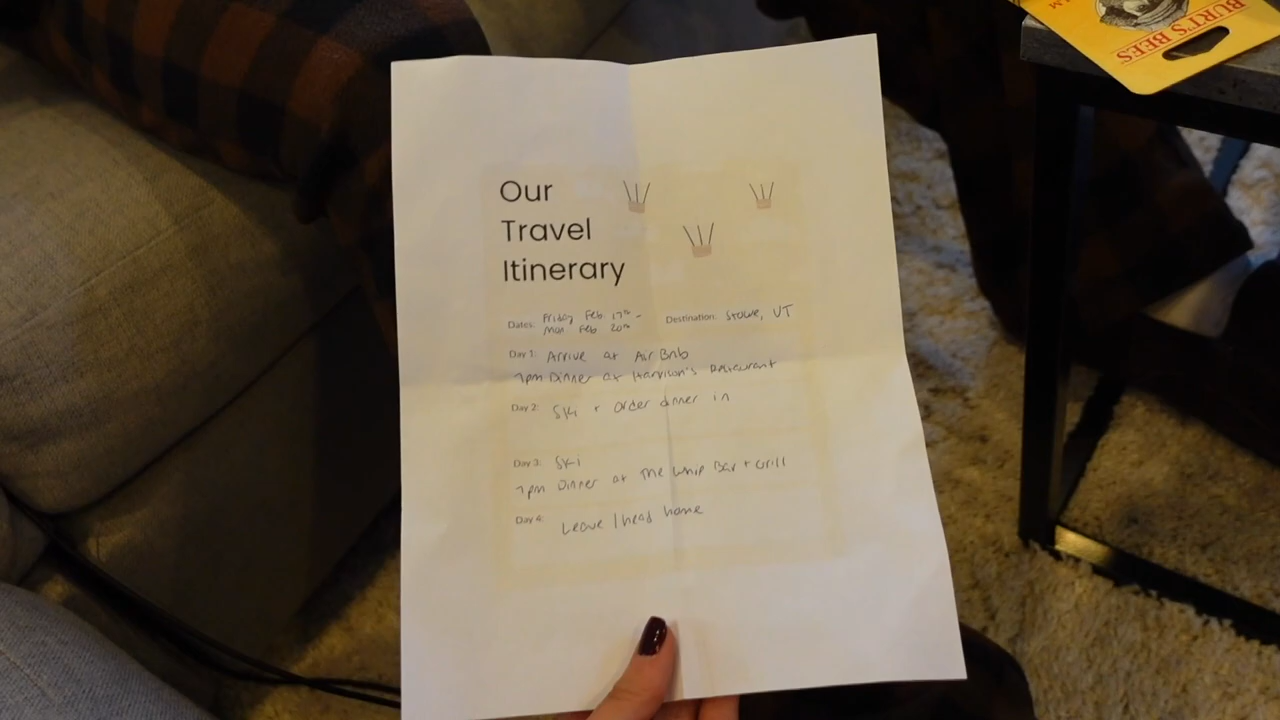 BURT'S BEES
Our
Travel
Itinerary
Dates: Friday Feb 17th -
Mon Feb 20th
Destination: Stowe, VT
Day 1: Arrive at AirBnb
7pm Dinner at Harrison's Restaurant
Day 2: Ski + order dinner in
Day 3: Ski
7pm Dinner at The Whip Bar + Grill
Day 4: Leave / head home